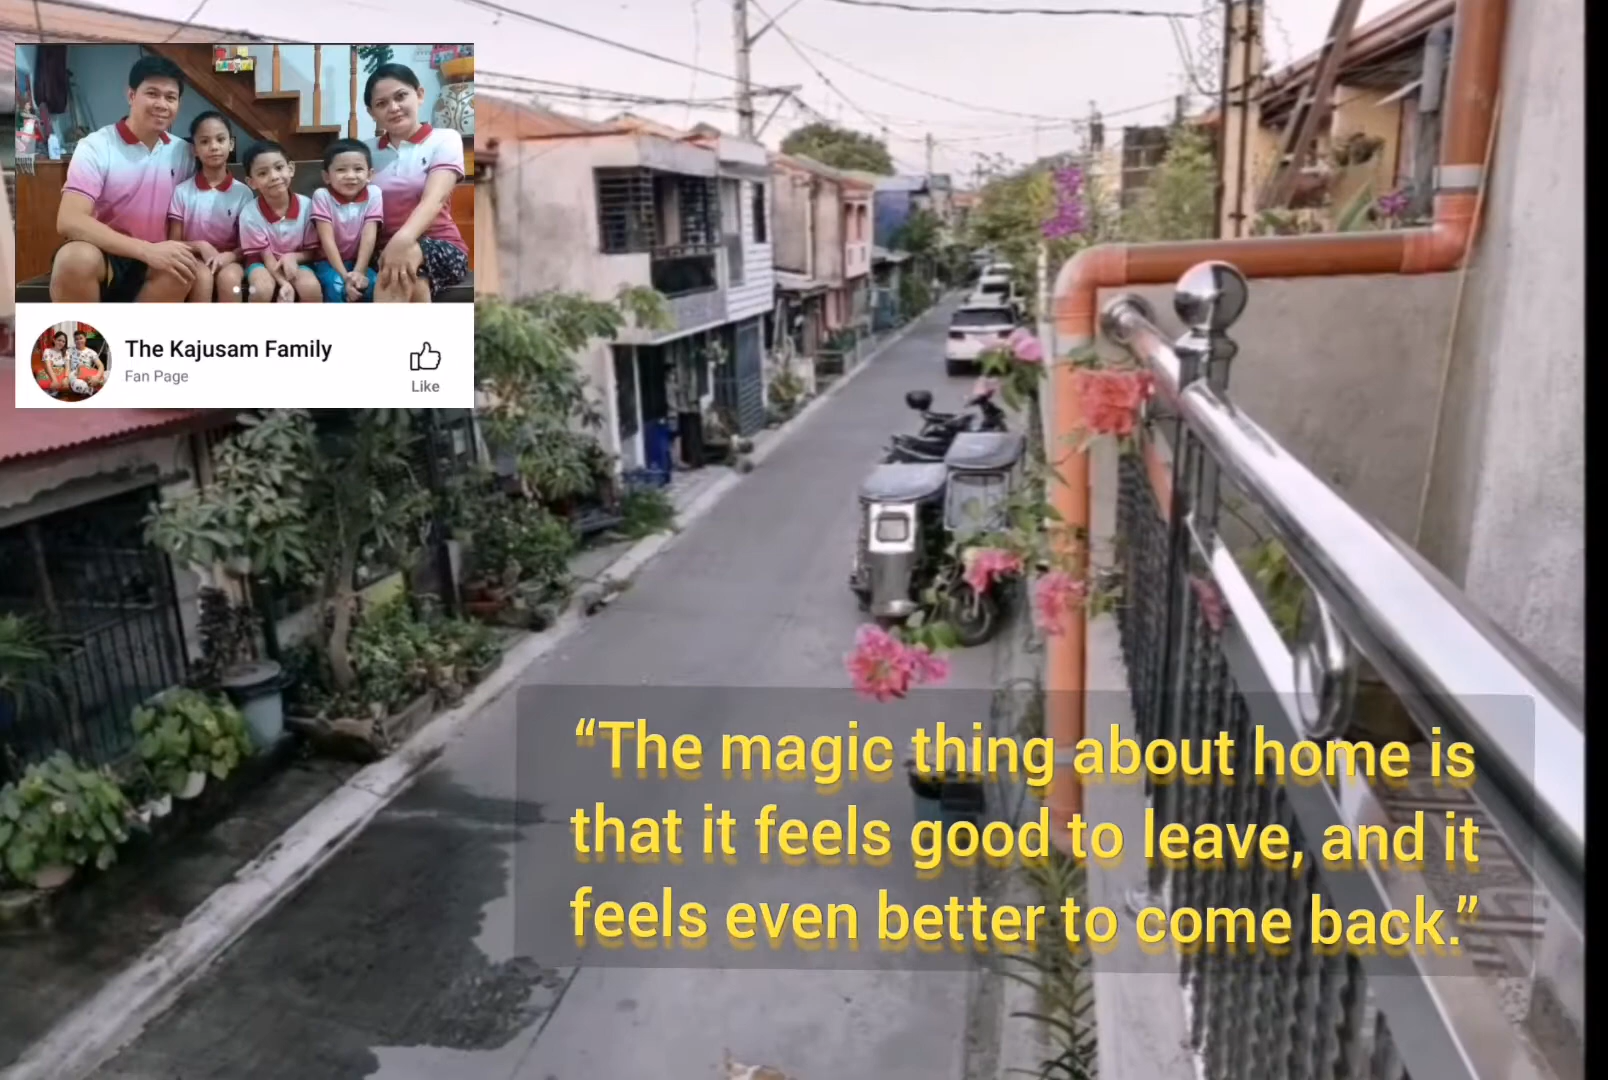 The Kajusam Family
Fan Page
Like
“The magic thing about home is
that it feels good to leave, and it
feels even better to come back.”